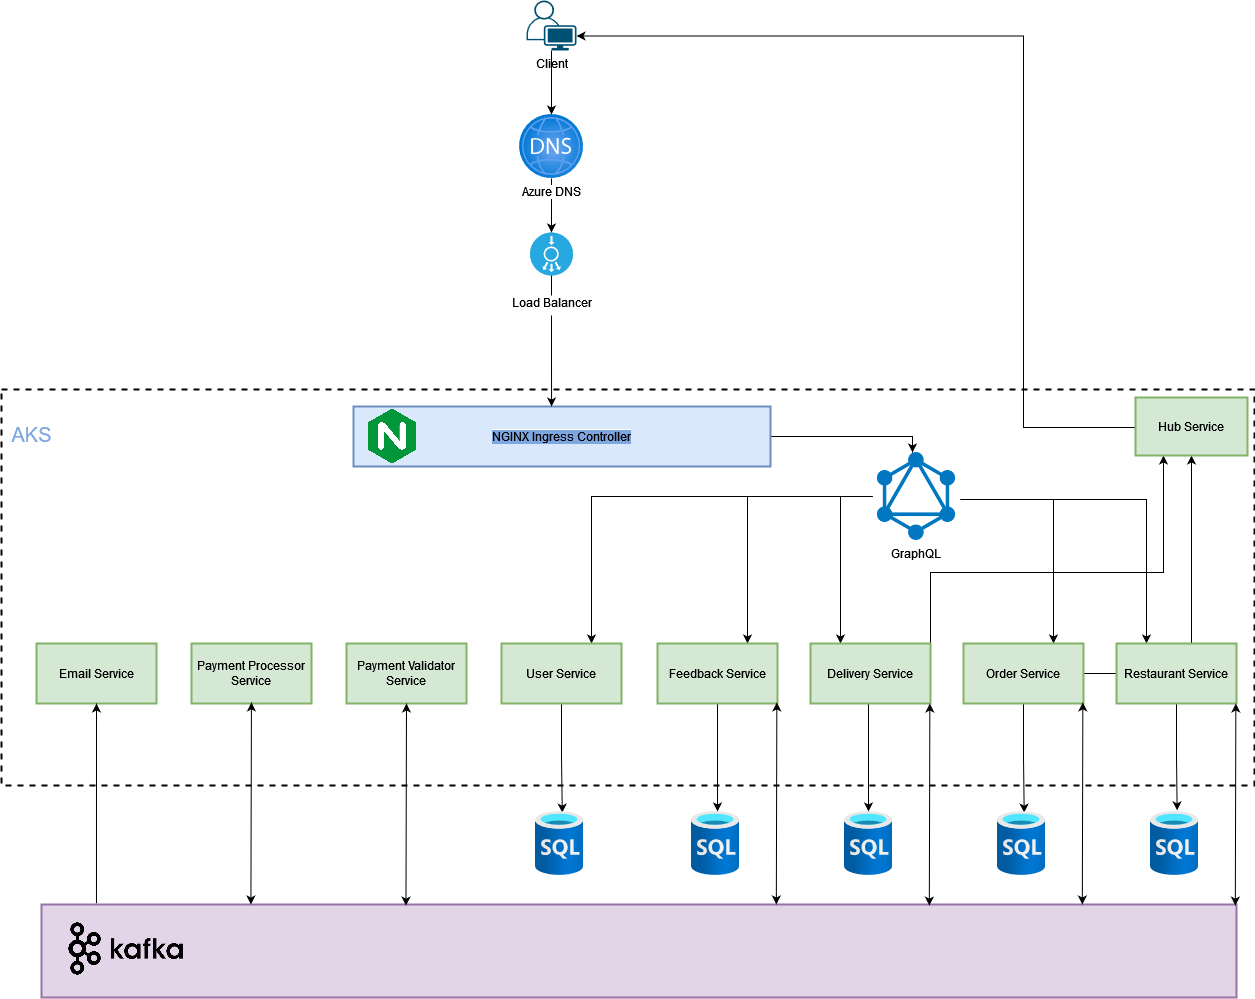 Client
DNS
Azure DNS
Load Balancer
AKS
NGINX Ingress Controller
Hub Service
GraphQL
Email Service
Payment Processor
Service
Payment Validator
Service
User Service
Feedback Service
Delivery Service
Order Service
Restaurant Service
SQL
SQL
SQL
SQL
SQL
kafka